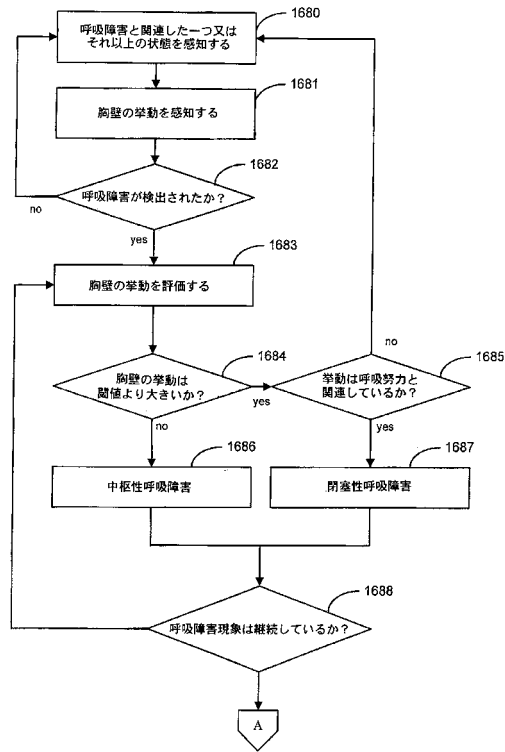 1680
呼吸障害と関連した一つ又は
それ以上の状態を感知する
1681
胸壁の挙動を感知する
1682
呼吸障害が検出されたか？
no
yes
1683
胸壁の挙動を評価する
1684
胸壁の挙動は
閾値より大きいか？
yes
no
no
1685
挙動は呼吸努力と
関連しているか？
yes
1686
中枢性呼吸障害
1687
閉塞性呼吸障害
1688
呼吸障害現象は継続しているか？
A